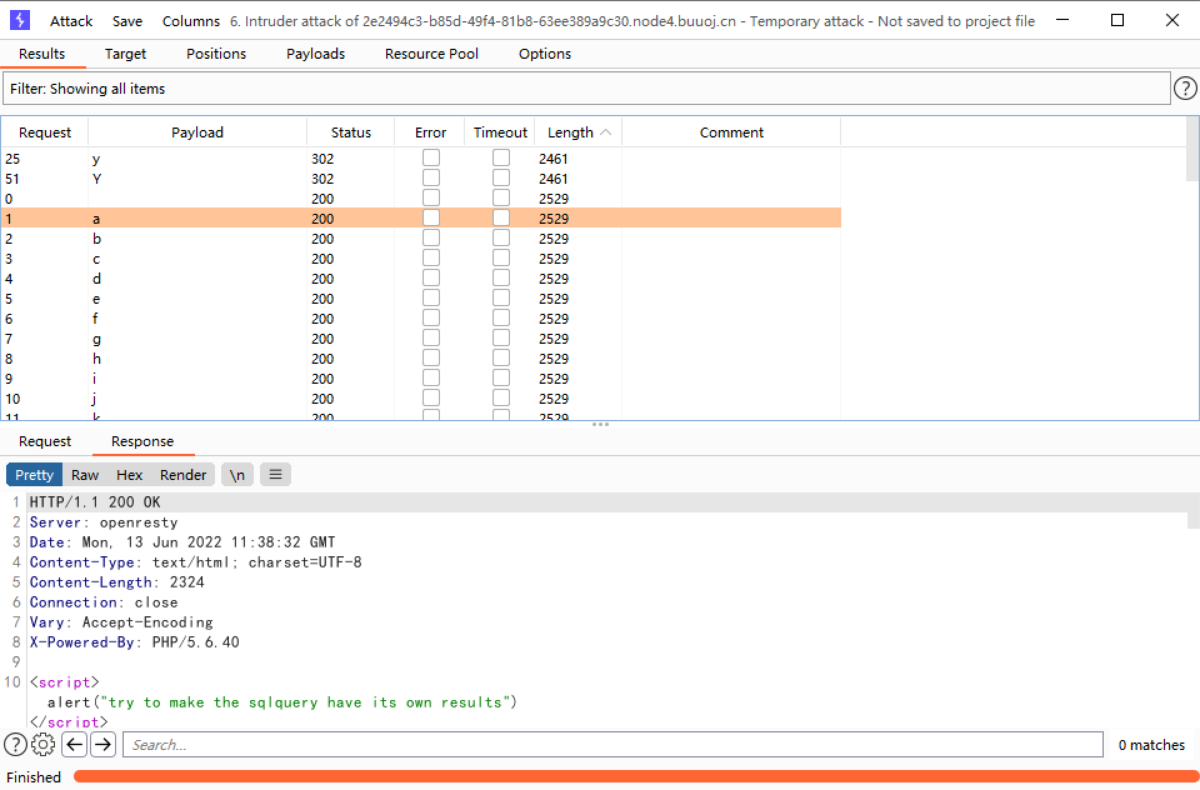 Attack Save Columns 6. Intruder attack of 2e2494c3-b85d-49f4-81b8-63ee389a9c30.node4.buuoj.cn - Temporary attack - Not saved to project file
Results Target Positions Payloads Resource Pool Options
Filter: Showing all items
Request Payload Status Error Timeout Length Comment
25 y 302 2461
51 Y 302 2461
0 200 2529
1 a 200 2529
2 b 200 2529
3 c 200 2529
4 d 200 2529
5 e 200 2529
6 f 200 2529
7 g 200 2529
8 h 200 2529
9 i 200 2529
10 j 200 2529
11 k 200 2529
Request Response
Pretty Raw Hex Render \n
1 HTTP/1.1 200 OK
2 Server: openresty
3 Date: Mon, 13 Jun 2022 11:38:32 GMT
4 Content-Type: text/html; charset=UTF-8
5 Content-Length: 2324
6 Connection: close
7 Vary: Accept-Encoding
8 X-Powered-By: PHP/5.6.40
9
10 <script>
alert("try to make the sqlquery have its own results")
</script>
Search... 0 matches
Finished